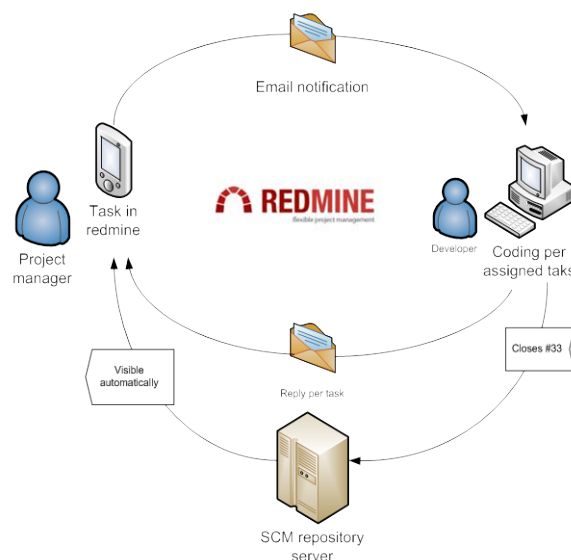 Email notification
Task in
redmine
Project
manager
REDMINE
flexible project management
Developer
Coding per
assigned taks
Visible
automatically
Closes #33
Reply per task
SCM repository
server